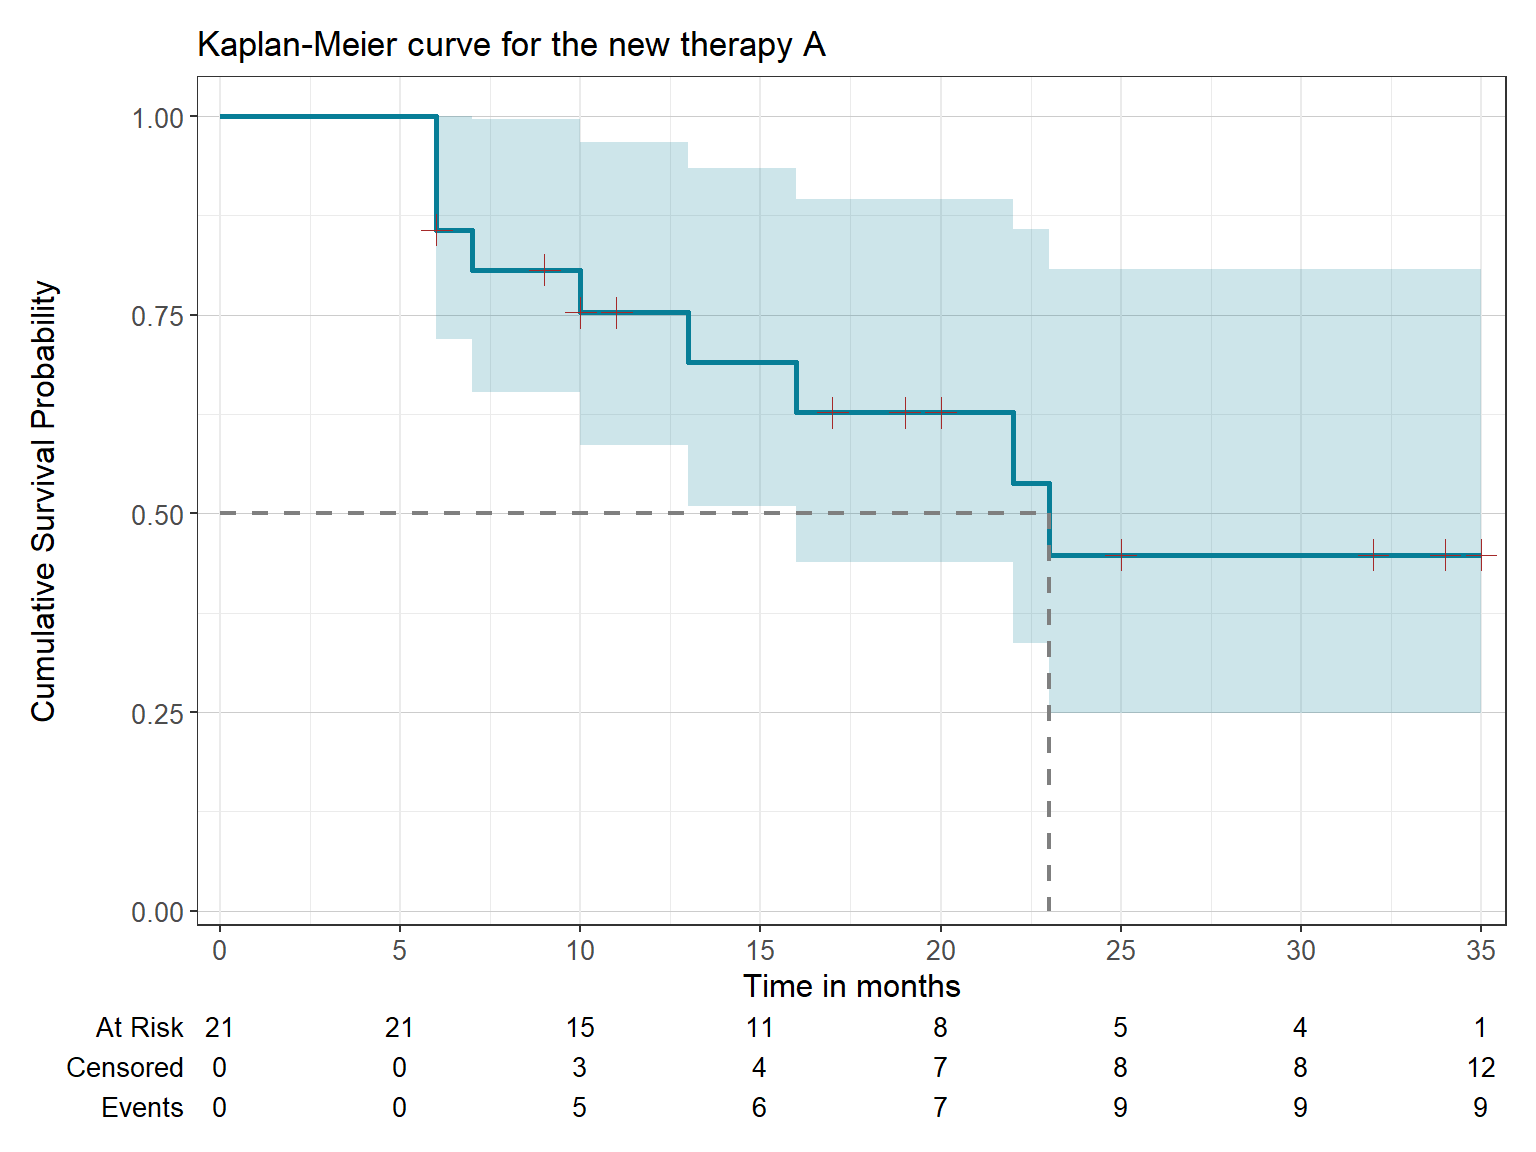 Kaplan-Meier curve for the new therapy A
Cumulative Survival Probability
1.00
0.75
0.50
0.25
0.00
0 5 10 15 20 25 30 35
Time in months
At Risk 21 21 15 11 8 5 4 1
Censored 0 0 3 4 7 8 8 12
Events 0 0 5 6 7 9 9 9